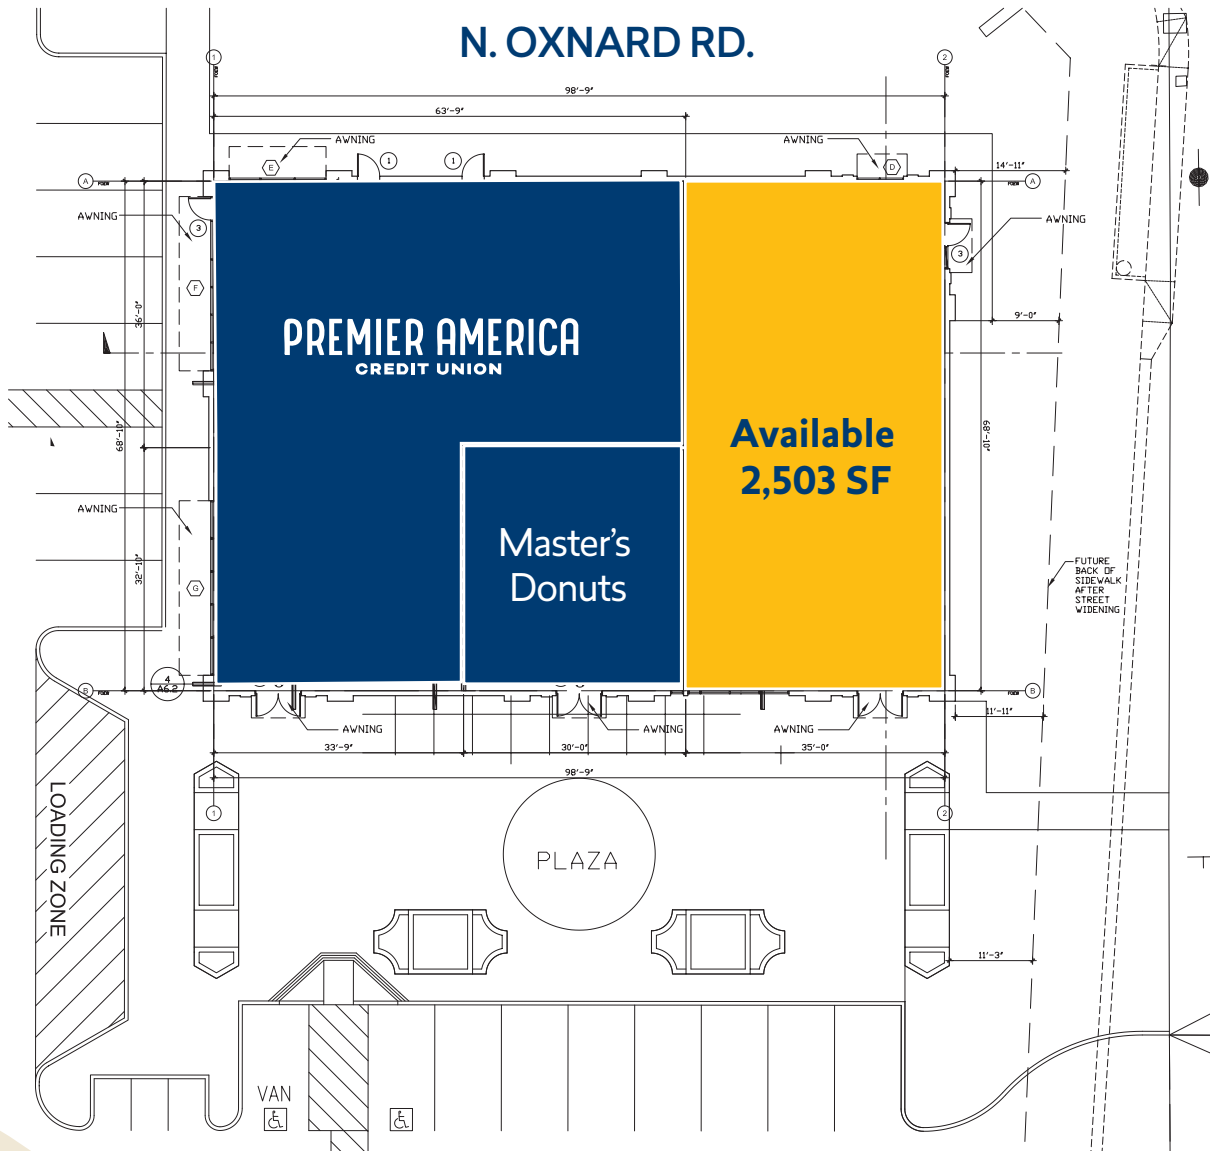 N. OXNARD RD.
1
2
98'-9"
63'-9"
AWNING
AWNING
E
1
1
D
14'-11"
A
A
AWNING
3
AWNING
3
F
36'-0"
9'-0"
PREMIER AMERICA
CREDIT UNION
68'-10"
68'-10"
Available
2,503 SF
AWNING
Master's
Donuts
32'-10"
G
FUTURE
BACK OF
SIDEWALK
AFTER
STREET
WIDENING
4
A6.2
B
B
11'-11"
AWNING
AWNING
AWNING
33'-9"
30'-0"
35'-0"
98'-9"
1
2
LOADING ZONE
PLAZA
11'-3"
VAN